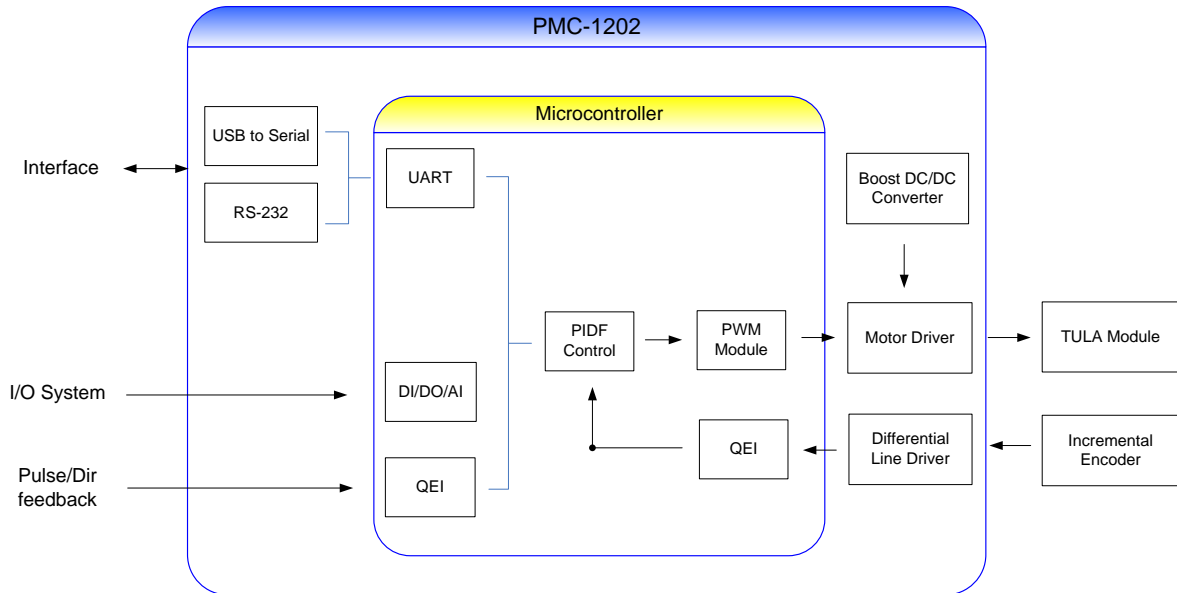 PMC-1202
Microcontroller
USB to Serial
Interface
UART
RS-232
Boost DC/DC
Converter
PIDF
Control
PWM
Module
Motor Driver
TULA Module
I/O System
DI/DO/AI
Pulse/Dir
feedback
QEI
QEI
Differential
Line Driver
Incremental
Encoder